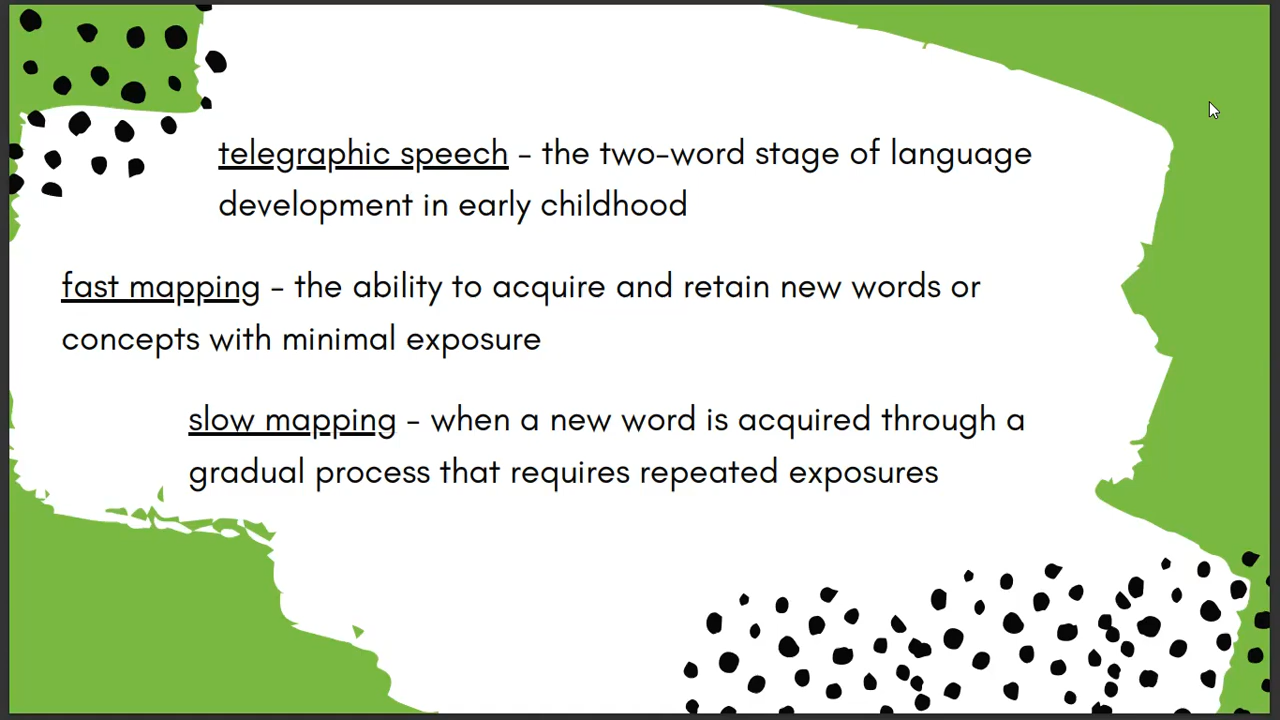 telegraphic speech - the two-word stage of language
development in early childhood
fast mapping - the ability to acquire and retain new words or
concepts with minimal exposure
slow mapping - when a new word is acquired through a
gradual process that requires repeated exposures